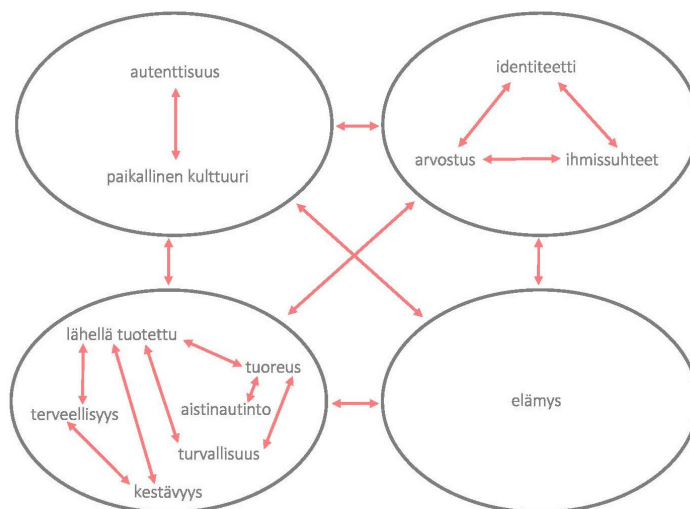 autenttisuus
paikallinen kulttuuri
identiteetti
arvostus
ihmissuhteet
lähellä tuotettu
tuoreus
aistinautinto
terveellisyys
turvallisuus
kestävyys
elämys